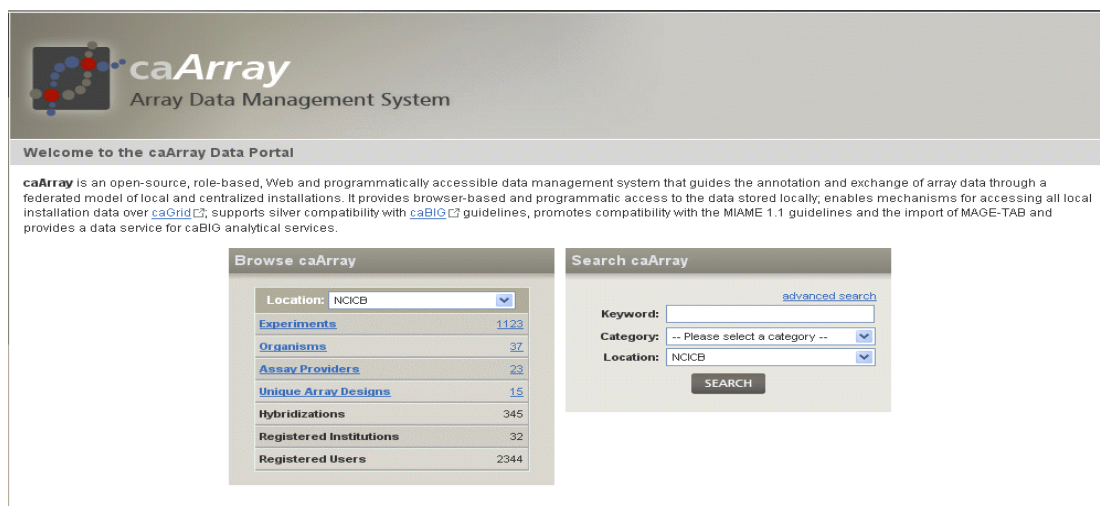 caArray
Array Data Management System
Welcome to the caArray Data Portal
caArray is an open-source, role-based, Web and programmatically accessible data management system that guides the annotation and exchange of array data through a
federated model of local and centralized installations. It provides browser-based and programmatic access to the data stored locally; enables mechanisms for accessing all local
installation data over caGrid, supports silver compatibility with caBIG guidelines, promotes compatibility with the MIAME 1.1 guidelines and the import of MAGE-TAB and
provides a data service for caBIG analytical services.
Browse caArray
Location: NCICB
Experiments 1123
Organisms 37
Assay Providers 23
Unique Array Designs 15
Hybridizations 345
Registered Institutions 32
Registered Users 2344
Search caArray
advanced search
Keyword:
Category: -- Please select a category --
Location: NCICB
SEARCH